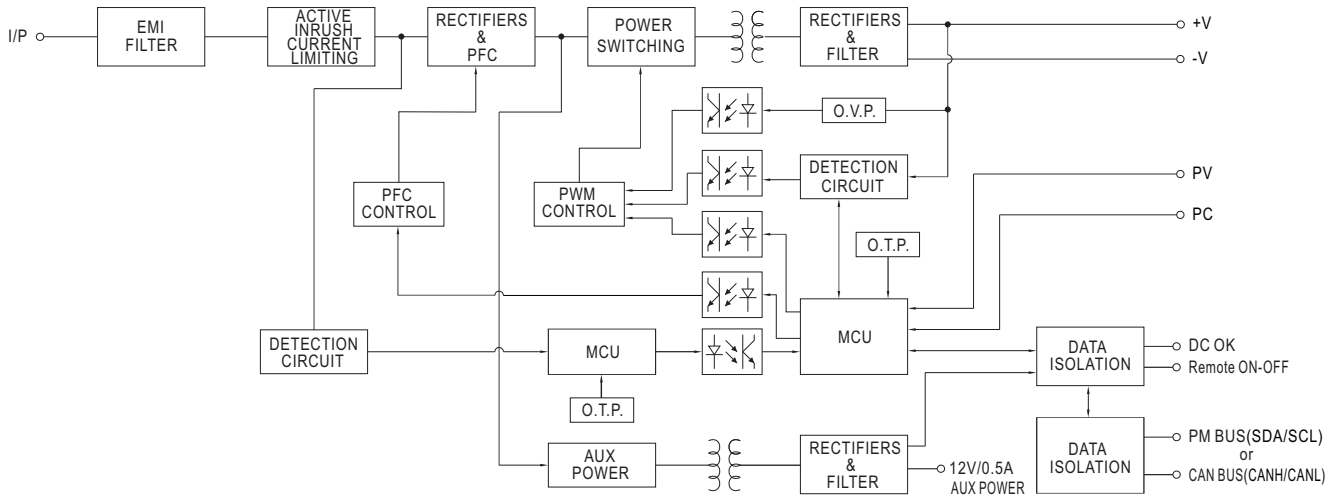 I/P
EMI
FILTER
ACTIVE
INRUSH
CURRENT
LIMITING
RECTIFIERS
&
PFC
POWER
SWITCHING
RECTIFIERS
&
FILTER
+V
-V
O.V.P.
PFC
CONTROL
PWM
CONTROL
DETECTION
CIRCUIT
PV
PC
O.T.P.
DETECTION
CIRCUIT
MCU
MCU
DATA
ISOLATION
DC OK
Remote ON-OFF
O.T.P.
AUX
POWER
RECTIFIERS
&
FILTER
12V/0.5A
AUX POWER
DATA
ISOLATION
PM BUS(SDA/SCL)
or
CAN BUS(CANH/CANL)